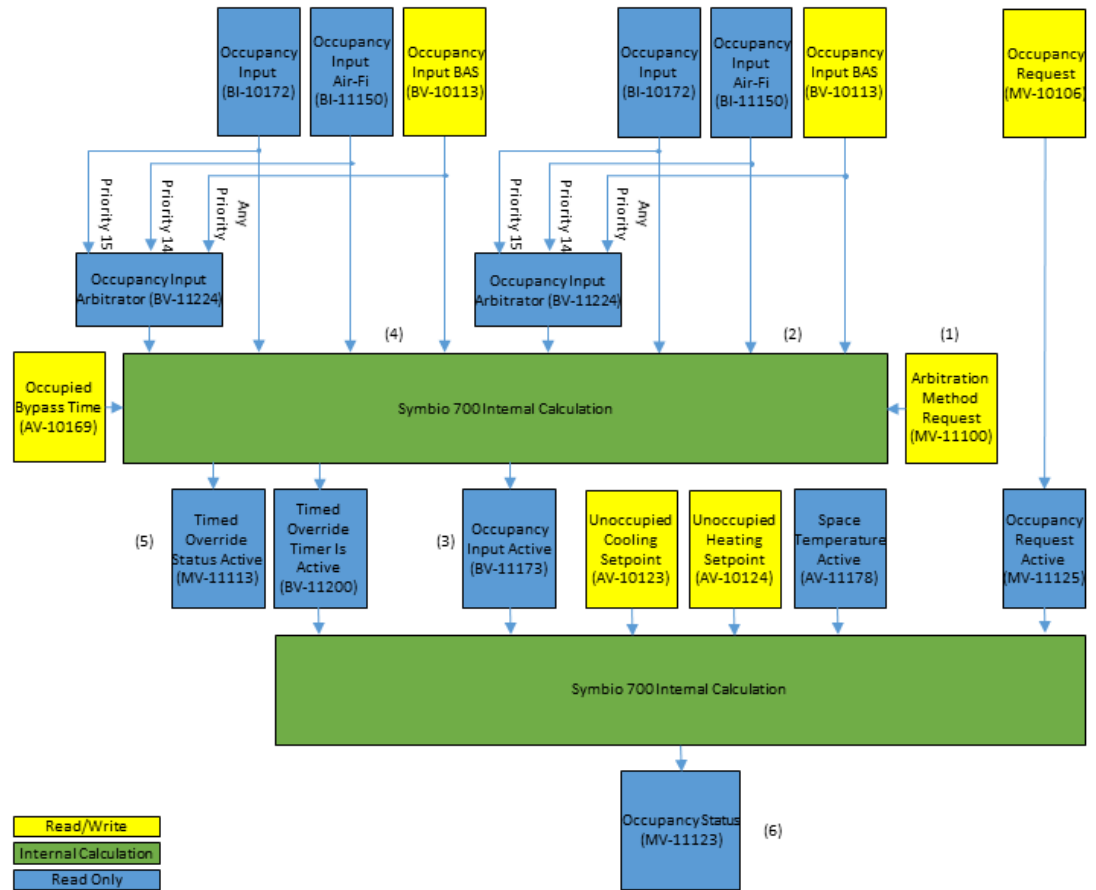 Occupancy
Input
(BI-10172)
Occupancy
Input
Air-Fi
(BI-11150)
Occupancy
Input BAS
(BV-10113)
Occupancy
Input
(BI-10172)
Occupancy
Input
Air-Fi
(BI-11150)
Occupancy
Input BAS
(BV-10113)
Occupancy
Request
(MV-10106)
Priority 15
Priority 14
Any
Priority
Priority 15
Priority 14
Any
Priority
Occupancy Input
Arbitrator (BV-11224)
Occupancy Input
Arbitrator (BV-11224)
(4)
(2)
(1)
Occupied
Bypass Time
(AV-10169)
Symbio 700 Internal Calculation
Arbitration
Method
Request
(MV-11100)
(5)
Timed
Override
Status Active
(MV-11113)
Timed
Override
Timer Is
Active
(BV-11200)
(3)
Occupancy
Input Active
(BV-11173)
Unoccupied
Cooling
Setpoint
(AV-10123)
Unoccupied
Heating
Setpoint
(AV-10124)
Space
Temperature
Active
(AV-11178)
Occupancy
Request
Active
(MV-11125)
Symbio 700 Internal Calculation
Occupancy Status
(MV-11123)
(6)
Read/Write
Internal Calculation
Read Only